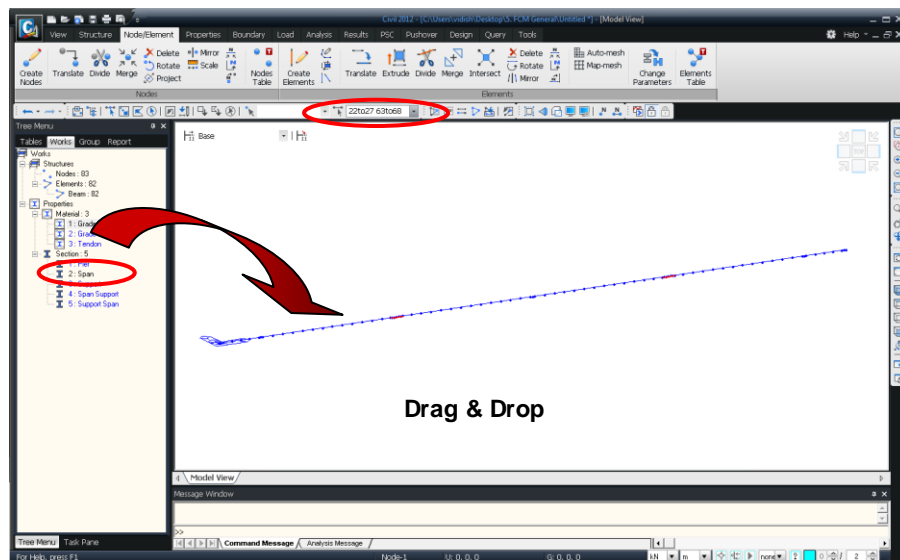 Civil 2012 - [C:\Users\vidish\Desktop\5. FCM General\Untitled *] - [Model View]
View Structure Node/Element Properties Boundary Load Analysis Results PSC Pushover Design Query Tools Help
Create Nodes Translate Divide Merge Delete Rotate Project Mirror Scale Nodes Table Create Elements Translate Extrude Divide Merge Intersect Delete Rotate Mirror Auto-mesh Map-mesh Change Parameters Elements Table
Nodes Elements
22to27 63to68
Tree Menu
Tables Works Group Report
Base
TOP
Works
Structures
Nodes : 83
Elements : 82
Beam : 82
Properties
Material : 3
1 : Grade
2 : Grad
3 : Tendon
Section : 5
1 : Pier
2 : Span
3 : Support
4 : Span Support
5 : Support Span
Drag & Drop
Model View
Message Window
>>
Tree Menu Task Pane Command Message Analysis Message
For Help, press F1 Node-1 U: 0, 0, 0 G: 0, 0, 0 kN m none 0 2